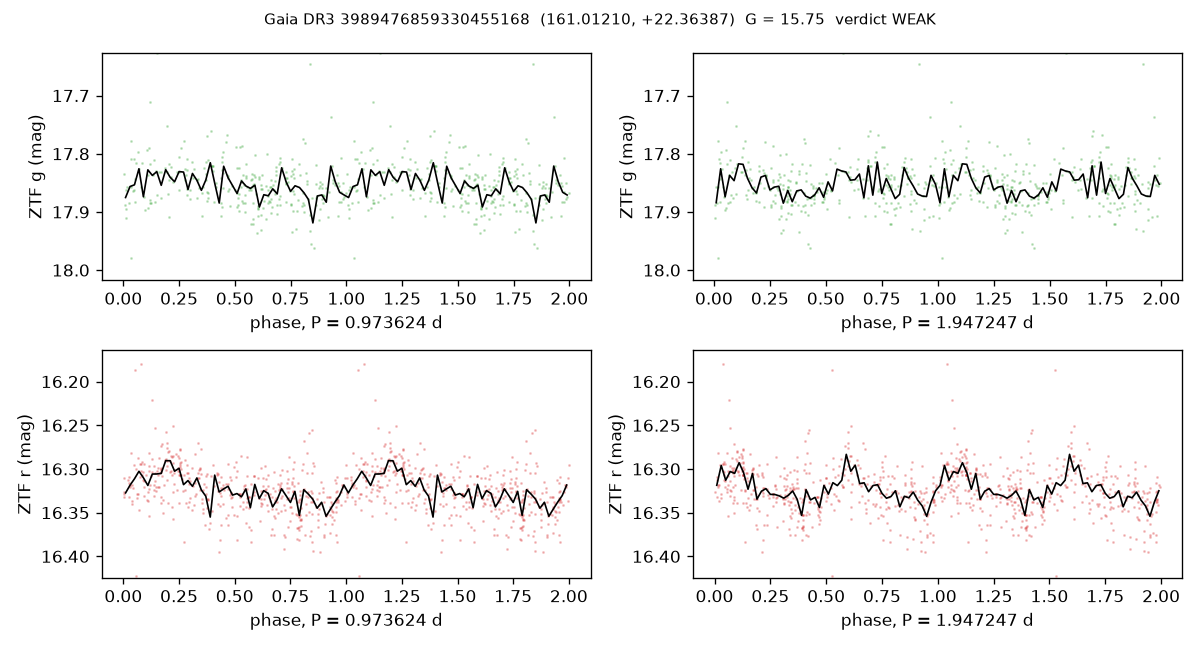 Gaia DR3 3989476859330455168  (161.01210, +22.36387)  G = 15.75  verdict WEAK
ZTF g (mag)
17.7
17.8
17.9
18.0
0.00 0.25 0.50 0.75 1.00 1.25 1.50 1.75 2.00
phase, P = 0.973624 d
ZTF g (mag)
17.7
17.8
17.9
18.0
0.00 0.25 0.50 0.75 1.00 1.25 1.50 1.75 2.00
phase, P = 1.947247 d
ZTF r (mag)
16.20
16.25
16.30
16.35
16.40
0.00 0.25 0.50 0.75 1.00 1.25 1.50 1.75 2.00
phase, P = 0.973624 d
ZTF r (mag)
16.20
16.25
16.30
16.35
16.40
0.00 0.25 0.50 0.75 1.00 1.25 1.50 1.75 2.00
phase, P = 1.947247 d